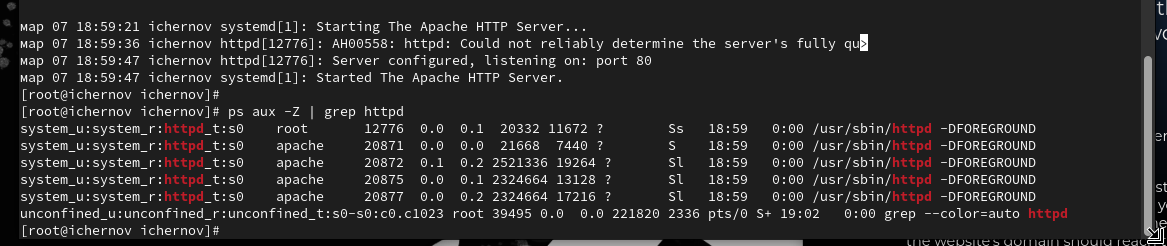 мар 07 18:59:21 ichernov systemd[1]: Starting The Apache HTTP Server...
мар 07 18:59:36 ichernov httpd[12776]: AH00558: httpd: Could not reliably determine the server's fully qu>
мар 07 18:59:47 ichernov httpd[12776]: Server configured, listening on: port 80
мар 07 18:59:47 ichernov systemd[1]: Started The Apache HTTP Server.
[root@ichernov ichernov]#
[root@ichernov ichernov]# ps aux -Z | grep httpd
system_u:system_r:httpd_t:s0    root       12776  0.0  0.1  20332 11672 ?        Ss   18:59   0:00 /usr/sbin/httpd -DFOREGROUND
system_u:system_r:httpd_t:s0    apache     20871  0.0  0.0  21668  7440 ?        S    18:59   0:00 /usr/sbin/httpd -DFOREGROUND
system_u:system_r:httpd_t:s0    apache     20872  0.1  0.2 2521336 19264 ?       Sl   18:59   0:00 /usr/sbin/httpd -DFOREGROUND
system_u:system_r:httpd_t:s0    apache     20875  0.0  0.2 2324664 13128 ?       Sl   18:59   0:00 /usr/sbin/httpd -DFOREGROUND
system_u:system_r:httpd_t:s0    apache     20877  0.0  0.2 2324664 17216 ?       Sl   18:59   0:00 /usr/sbin/httpd -DFOREGROUND
unconfined_u:unconfined_r:unconfined_t:s0-s0:c0.c1023 root 39495 0.0  0.0 221820 2336 pts/0 S+ 19:02   0:00 grep --color=auto httpd
[root@ichernov ichernov]#
the website's domain should reac